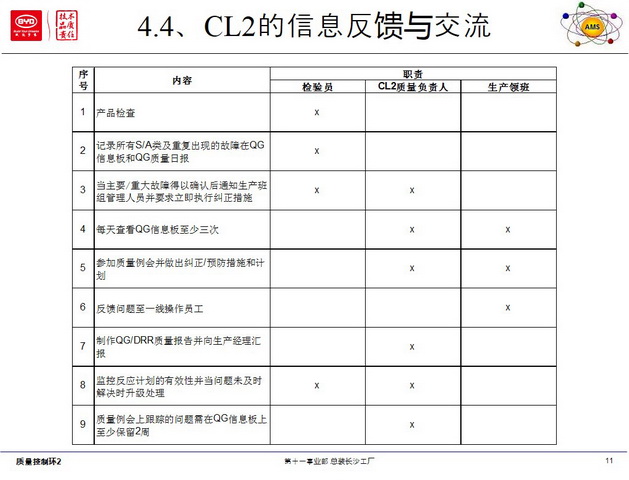 BYD
技术
品质
责任
4.4、CL2的信息反馈与交流
AMS
序号 内容 职责
检验员 CL2质量负责人 生产领班
1 产品检查 x
2 记录所有S/A类及重复出现的故障在QG
信息板和QG质量日报 x
3 当主要/重大故障得以确认后通知生产班
组管理人员并要求立即执行纠正措施 x x
4 每天查看QG信息板至少三次 x x
5 参加质量例会并做出纠正/预防措施和计
划 x x
6 反馈问题至一线操作员工 x
7 制作QG/DRR质量报告并向生产经理汇
报 x
8 监控反应计划的有效性并当问题未及时
解决时升级处理 x x
9 质量例会上跟踪的问题需在QG信息板上
至少保留2周 x
质量控制环2 第十一事业部 总装长沙工厂 11